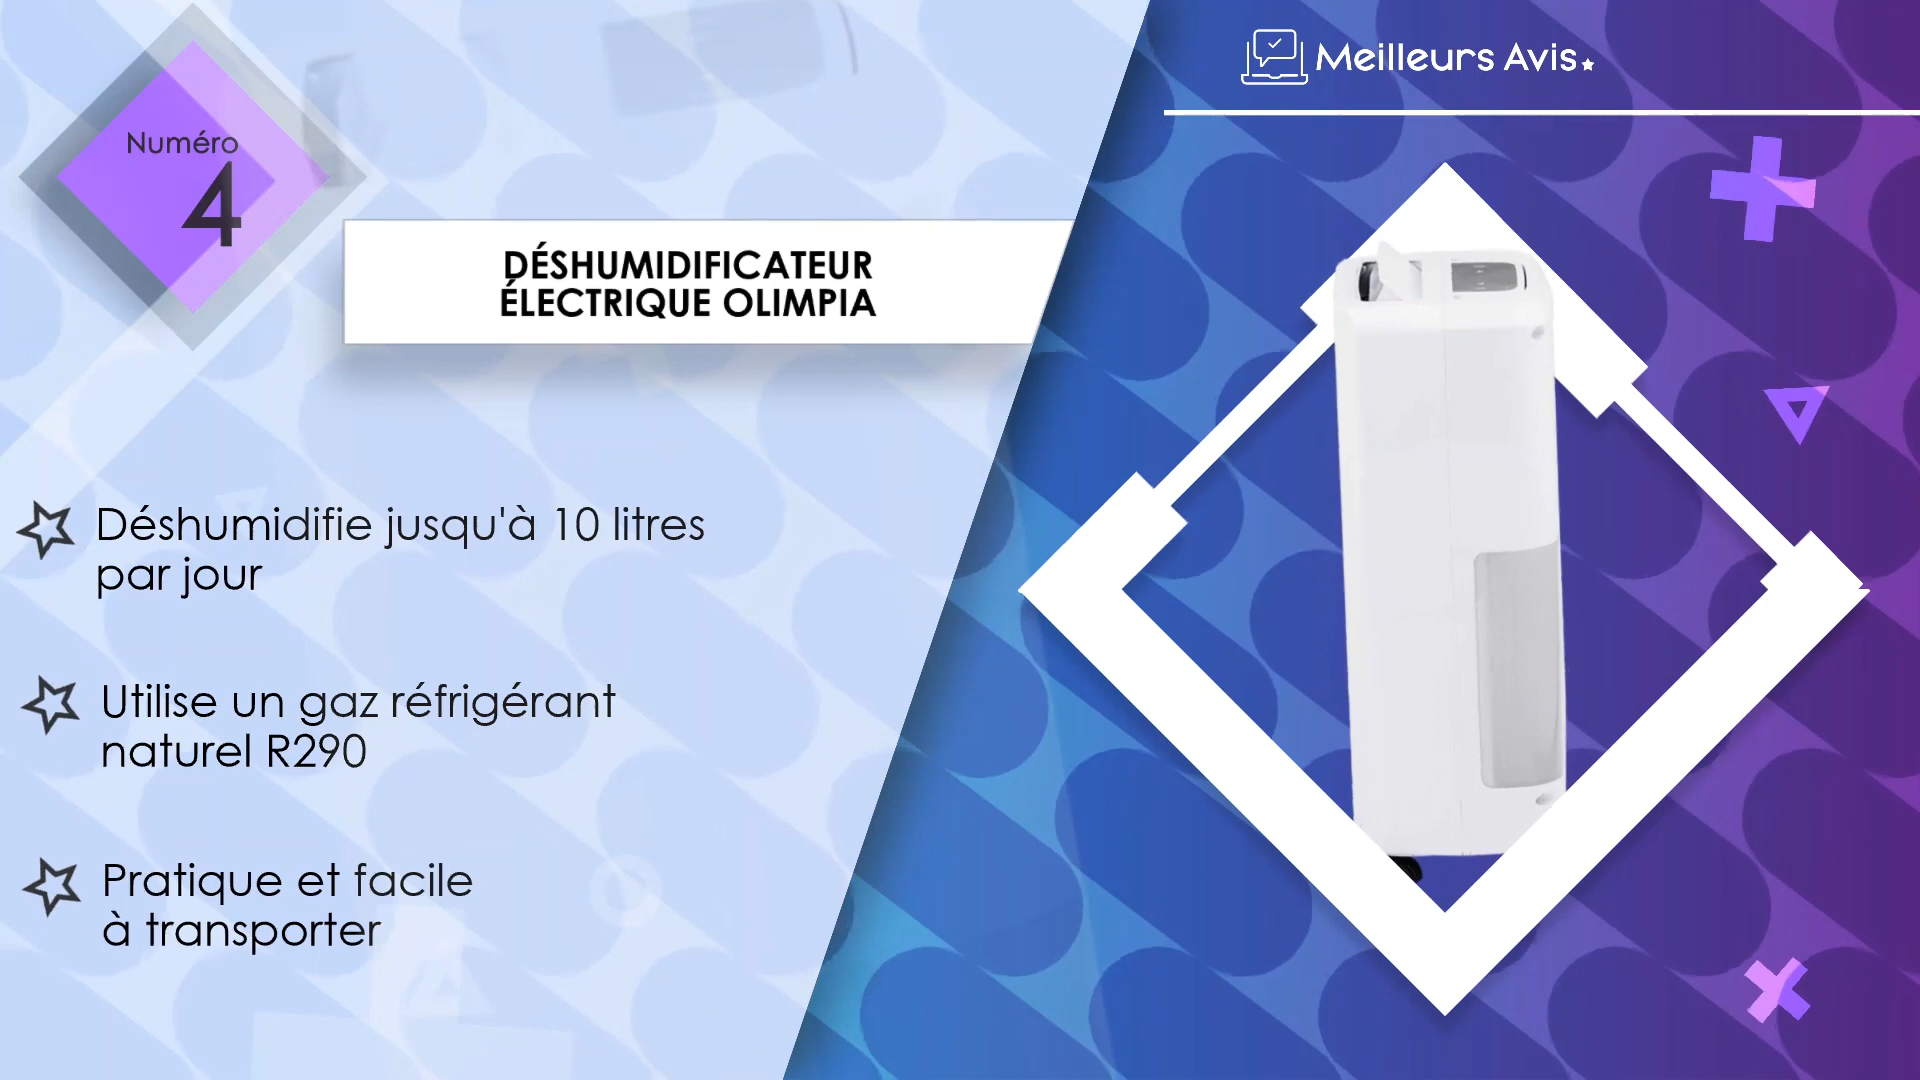 Numéro
4
Meilleurs Avis
DÉSHUMIDIFICATEUR
ÉLECTRIQUE OLIMPIA
Déshumidifie jusqu'à 10 litres
par jour
Utilise un gaz réfrigérant
naturel R290
Pratique et facile
à transporter